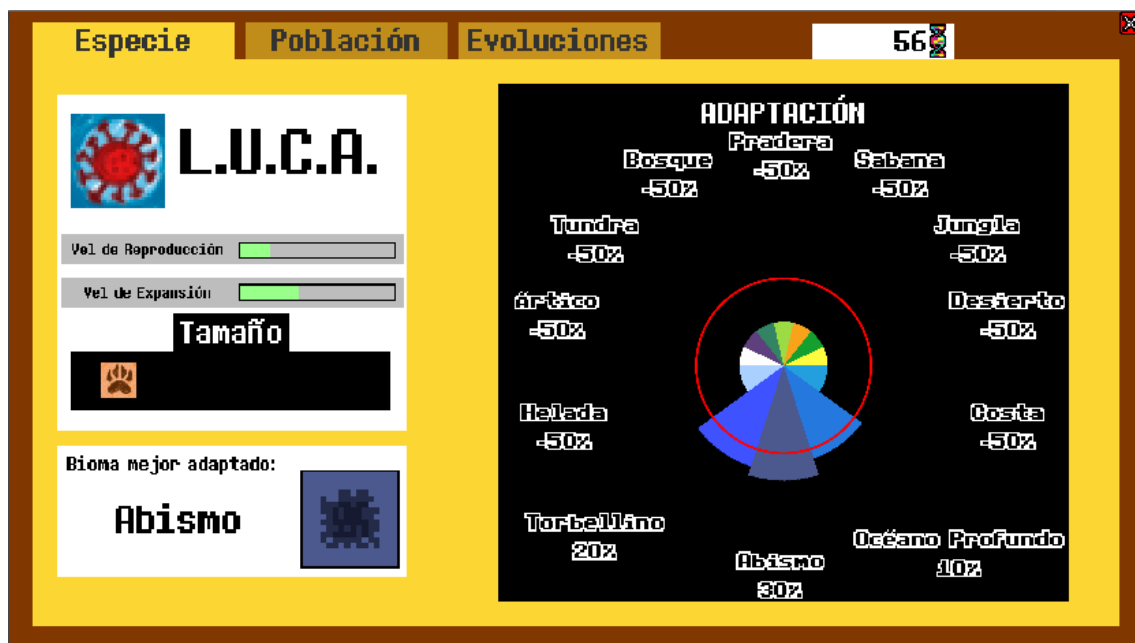 Especie
Población
Evoluciones
56
L.U.C.A.
Vel de Reproducción
Vel de Expansión
Tamaño
Bioma mejor adaptado:
Abismo
ADAPTACIÓN
Pradera
-50%
Bosque
-50%
Sabana
-50%
Tundra
-50%
Jungla
-50%
Ártico
-50%
Desierto
-50%
Helada
-50%
Costa
-50%
Torbellino
20%
Abismo
30%
Océano Profundo
10%